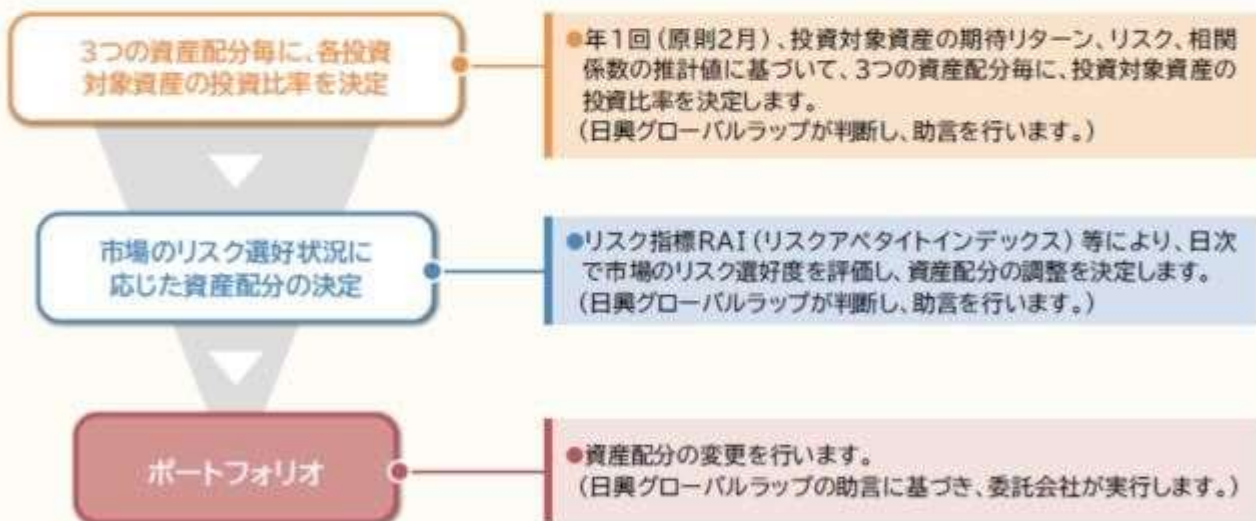 3つの資産配分毎に、各投資
対象資産の投資比率を決定
●年1回(原則2月)、投資対象資産の期待リターン、リスク、相関
係数の推計値に基づいて、3つの資産配分毎に、投資対象資産の
投資比率を決定します。
(日興グローバルラップが判断し、助言を行います。)
市場のリスク選好状況に
応じた資産配分の決定
●リスク指標RAI(リスクアペタイトインデックス)等により、日次
で市場のリスク選好度を評価し、資産配分の調整を決定します。
(日興グローバルラップが判断し、助言を行います。)
ポートフォリオ
●資産配分の変更を行います。
(日興グローバルラップの助言に基づき、委託会社が実行します。)